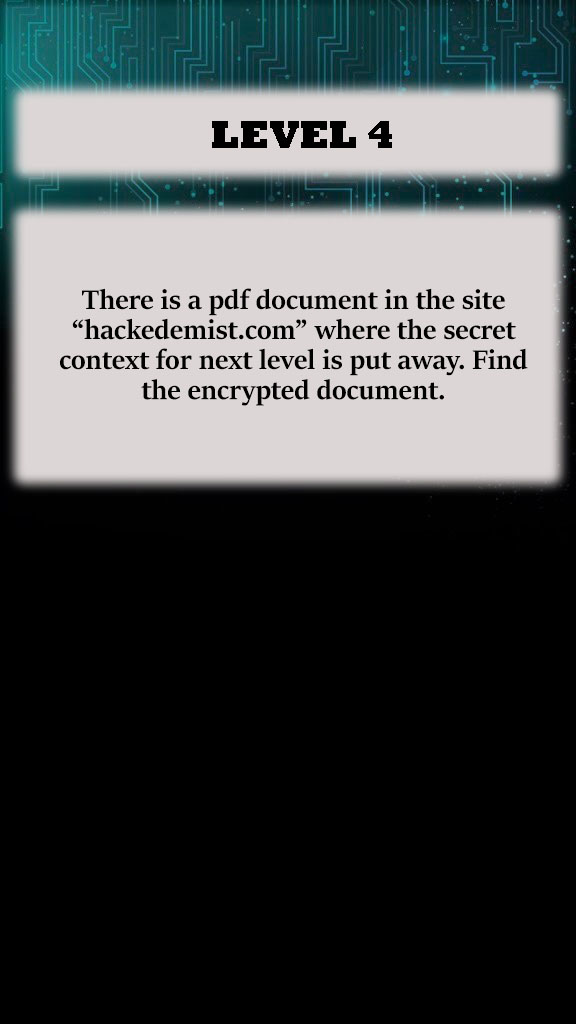 LEVEL 4
There is a pdf document in the site
“hackedemist.com” where the secret
context for next level is put away. Find
the encrypted document.